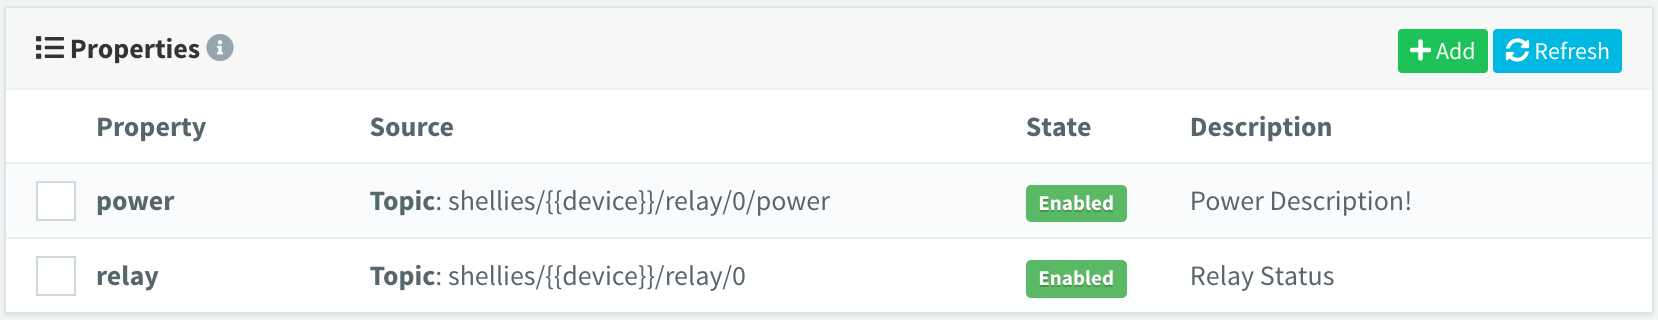 Properties
Add Refresh
Property Source State Description
power Topic: shellies/{{device}}/relay/0/power Enabled Power Description!
relay Topic: shellies/{{device}}/relay/0 Enabled Relay Status